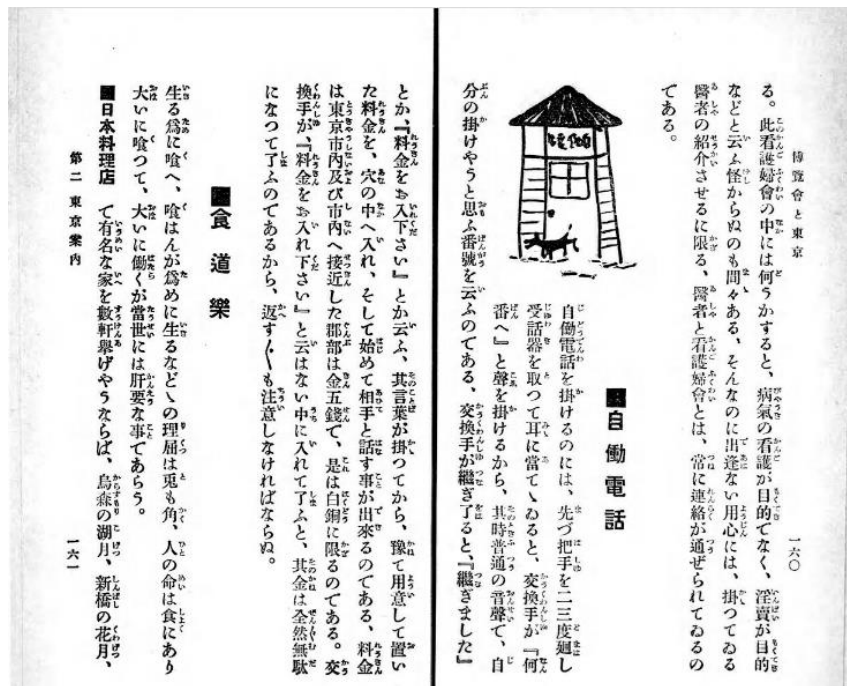 博覽會と東京
一六〇
る。此看護婦會の中には何うかすると、病氣の看護が目的でなく、淫賣が目的
などと云ふ怪からぬのも間々ある、そんなのに出逢ない用心には、掛つてゐる
醫者の紹介させるに限る、醫者と看護婦會とは、常に連絡が通ぜられてゐるの
である。
■自働電話
自働電話を掛けるのには、先づ把手を二三度廻し
受話器を取つて耳に當てゝゐると、交換手が『何
番へ』と聲を掛けるから、其時普通の音聲で、自
分の掛けやうと思ふ番號を云ふのである、交換手が繼ぎ了ると、『繼ぎました』
とか、『料金をお入下さい』とか云ふ、其言葉が掛つてから、豫て用意して置い
た料金を、穴の中へ入れ、そして始めて相手と話す事が出來るのである、料金
は東京市內及び市內へ接近した郡部は金五錢で、是は白銅に限るのである。交
換手が、『料金をお入れ下さい』と云はない中に入れて了ふと、其金は全然無駄
になつて了ふのであるから、返す〴〵も注意しなければならぬ。
■食道樂
生る爲に喰へ、喰はんが爲めに生るなどゝの理屈は兎も角、人の命は食にあり
大いに喰つて、大いに働くが當世には肝要な事であらう。
■日本料理店 で有名な家を數軒擧げやうならば、烏森の湖月、新橋の花月、
第二 東京案內
一六一